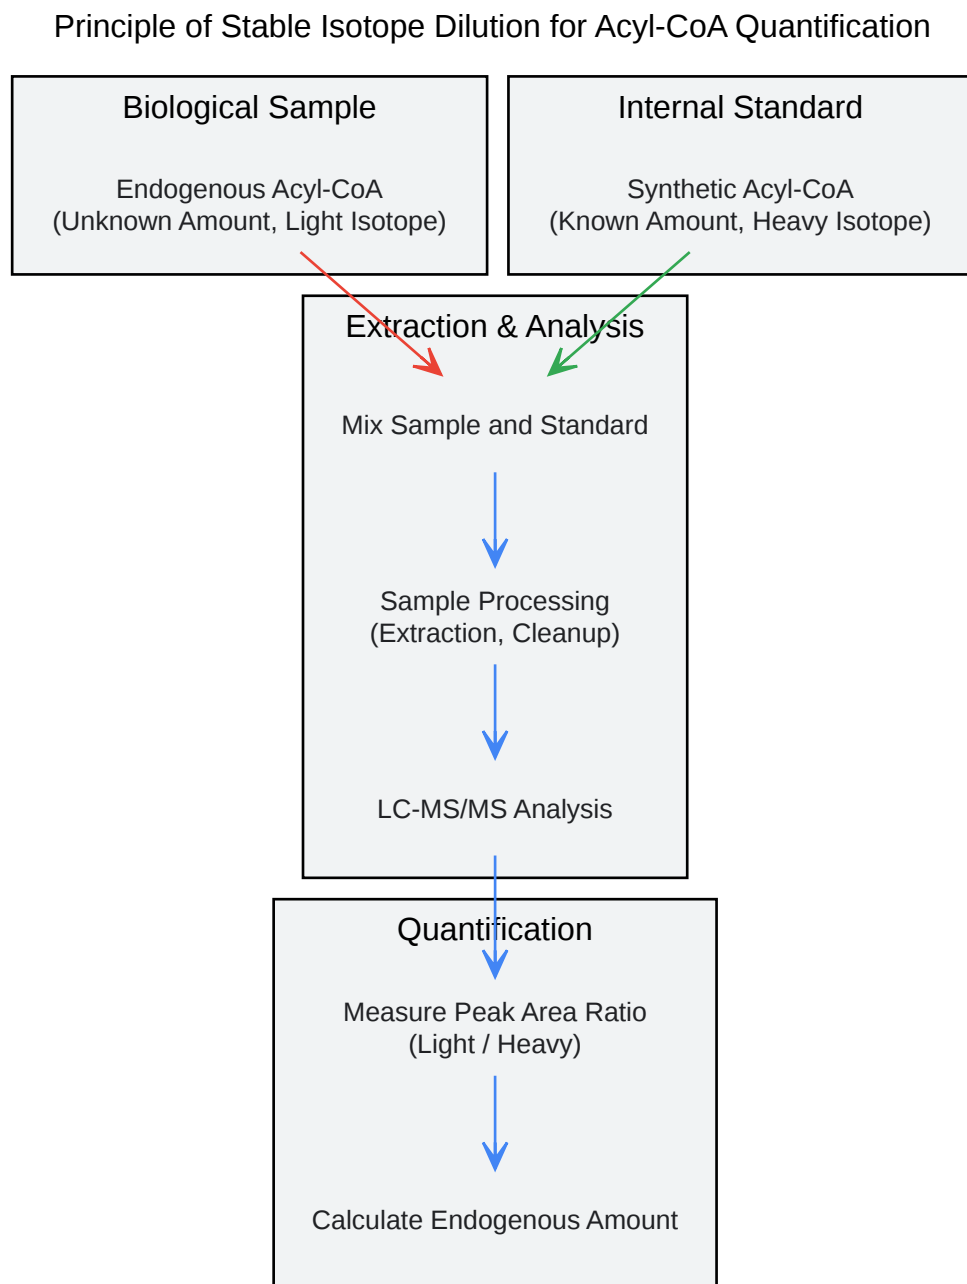 Principle of Stable Isotope Dilution for Acyl-CoA Quantification
Biological Sample
Endogenous Acyl-CoA
(Unknown Amount, Light Isotope)
Internal Standard
Synthetic Acyl-CoA
(Known Amount, Heavy Isotope)
Extraction & Analysis
Mix Sample and Standard
Sample Processing
(Extraction, Cleanup)
LC-MS/MS Analysis
Quantification
Measure Peak Area Ratio
(Light / Heavy)
Calculate Endogenous Amount